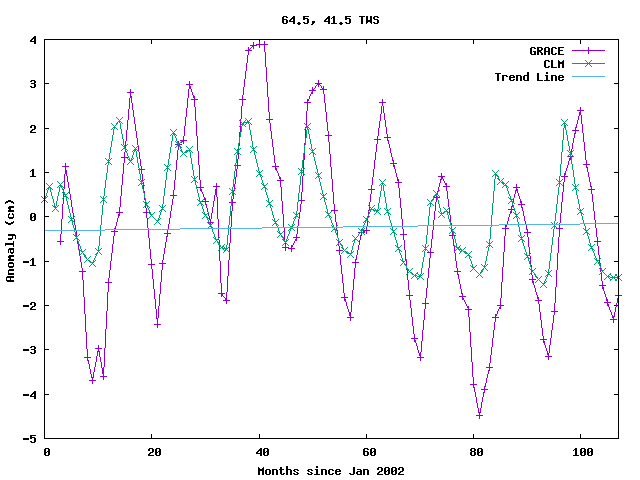 64.5, 41.5 TWS
GRACE
CLM
Trend Line
4
3
2
1
0
-1
-2
-3
-4
-5
Anomaly (cm)
0 20 40 60 80 100
Months since Jan 2002